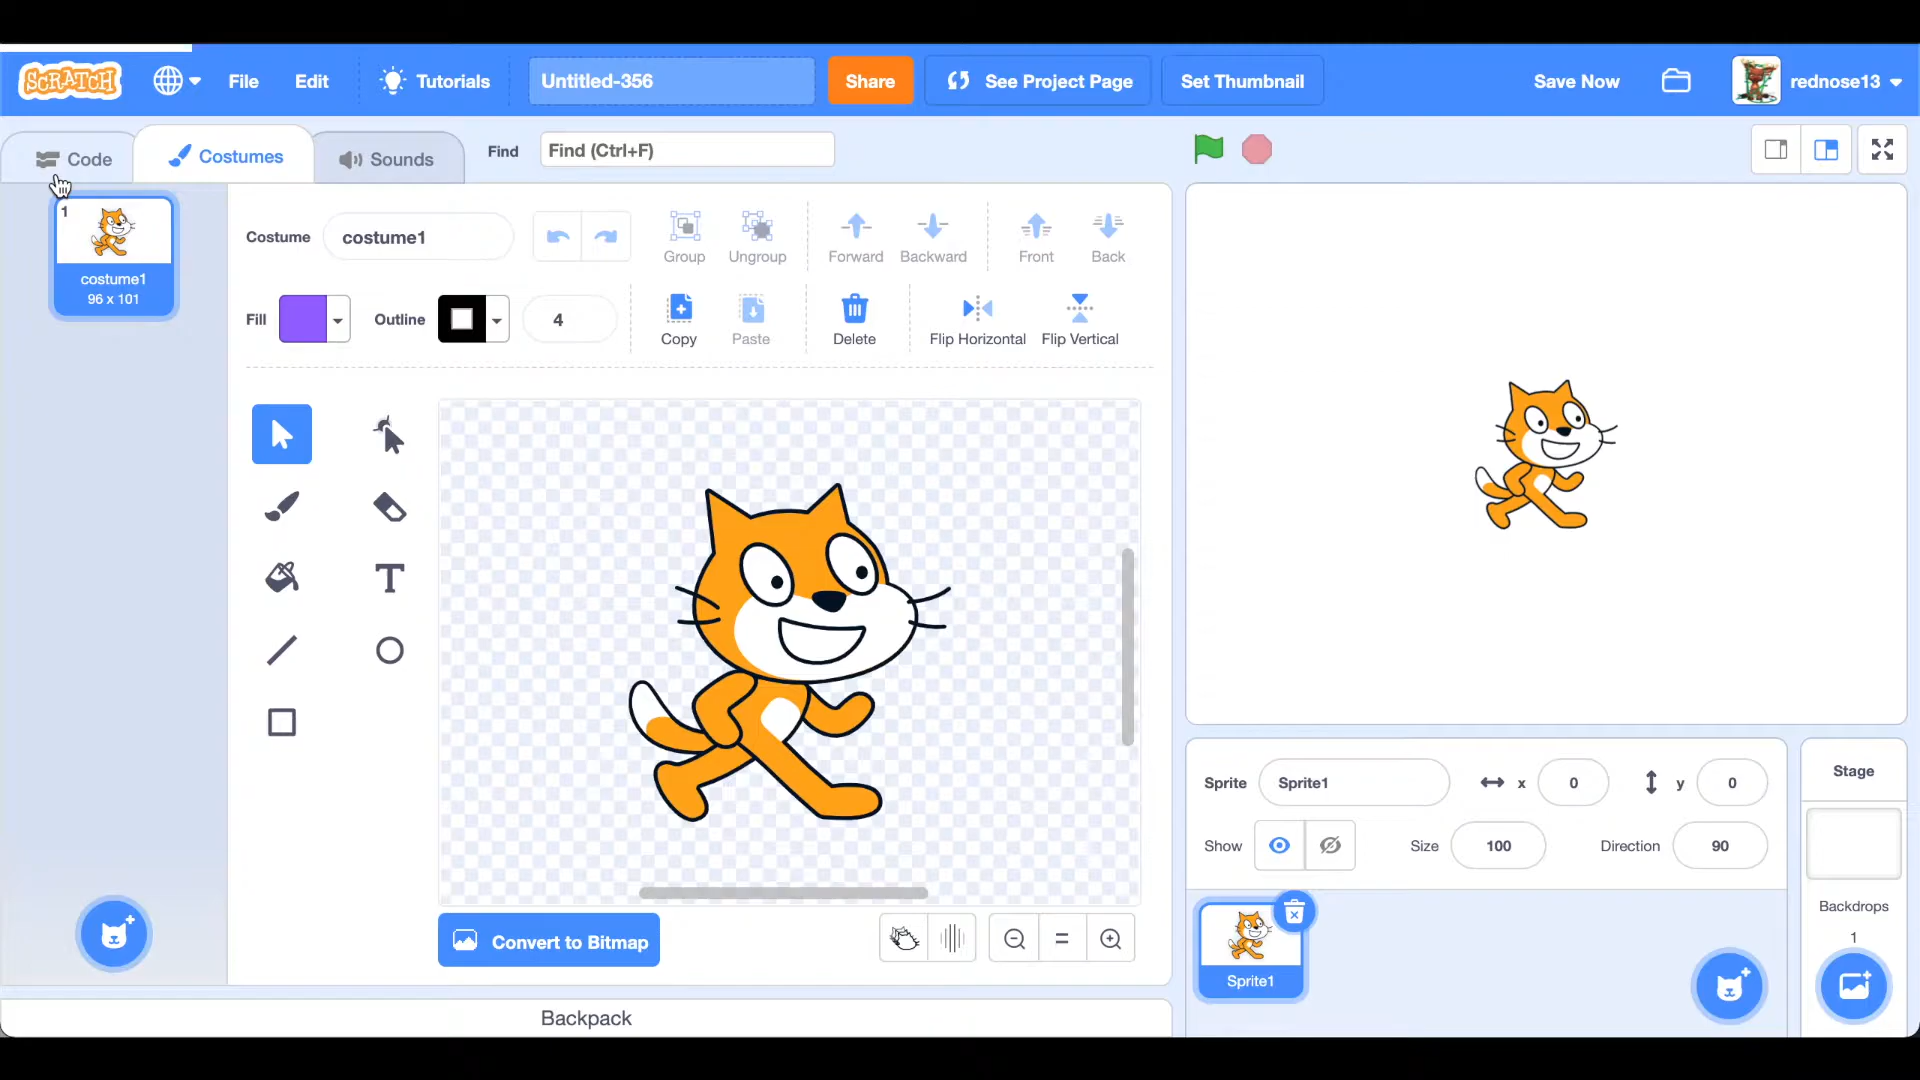 SCRATCH File Edit Tutorials Untitled-356 Share See Project Page Set Thumbnail Save Now rednose13
Code Costumes Sounds Find Find (Ctrl+F)
1
costume1
96 x 101
Costume costume1 Group Ungroup Forward Backward Front Back
Fill Outline 4 Copy Paste Delete Flip Horizontal Flip Vertical
T
Convert to Bitmap
Backpack
Sprite Sprite1 x 0 y 0
Show Size 100 Direction 90
Sprite1
Stage
Backdrops
1